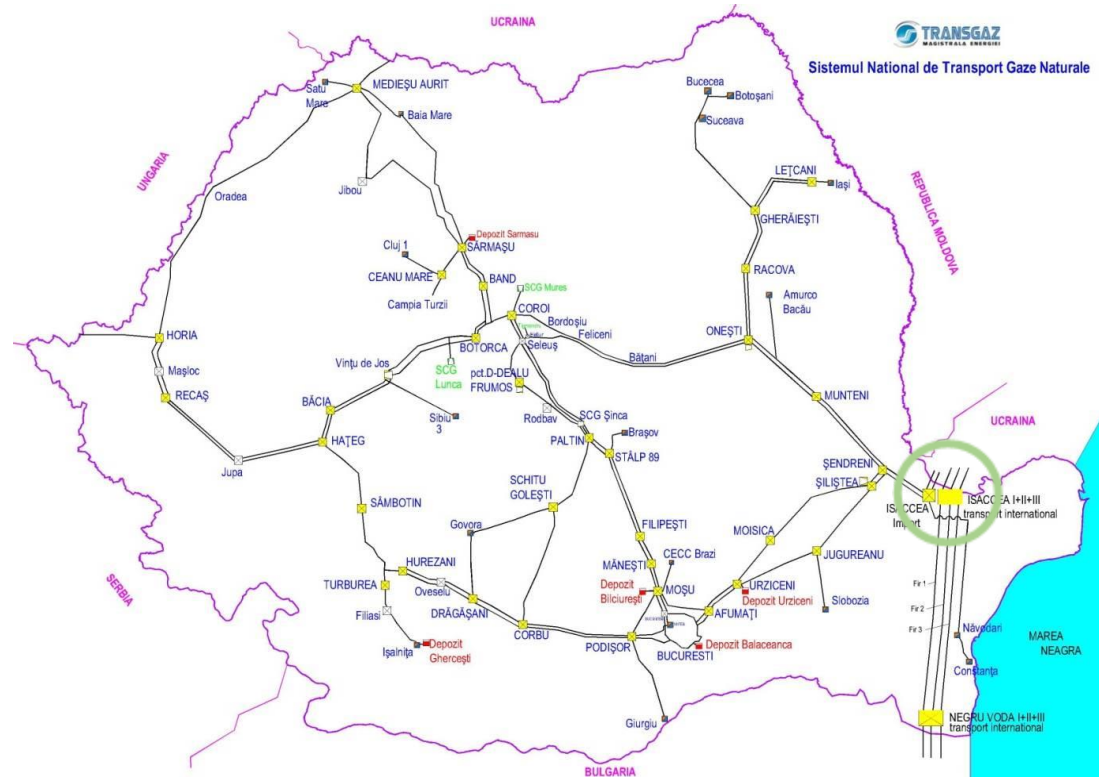 UCRAINA
TRANSGAZ
MAGISTRALA ENERGIEI
Sistemul National de Transport Gaze Naturale
Satu
Mare
MEDIEŞU AURIT
Baia Mare
Bucecea
Botoşani
Suceava
UNGARIA
Jibou
LEŢCANI
Iaşi
REPUBLICA MOLDOVA
Oradea
GHERĂIEŞTI
Depozit Sarmasu
SĂRMAŞU
Cluj 1
CEANU MARE
Campia Turzii
BAND
RACOVA
SCG Mures
COROI
Bordoşiu
Feliceni
Amurco
Bacău
HORIA
BOTORCA
Seleuş
ONEŞTI
Bățani
Maşloc
Vinţu de Jos
SCG
Lunca
pct.D-DEALU
FRUMOS
RECAŞ
BĂCIA
Sibiu
3
Rodbav
SCG Şinca
MUNTENI
UCRAINA
HAŢEG
PALTIN
Braşov
Jupa
STÂLP 89
ŞENDRENI
ŞILIŞTEA
SCHITU
GOLEŞTI
ISACCEA
Import
ISACCEA I+II+III
transport international
SÂMBOTIN
Govora
FILIPEŞTI
MOISICA
SERBIA
HUREZANI
MĂNEŞTI
CECC Brazi
JUGUREANU
TURBUREA
Oveselu
Depozit
Bilciureşti
MOŞU
URZICENI
Depozit Urziceni
Fir 1
Fir 2
Fir 3
Filiasi
DRĂGĂŞANI
CORBU
AFUMAŢI
Slobozia
Işalniţa
Depozit
Gherceşti
PODIŞOR
BUCURESTI
Depozit Balaceanca
Năvodari
MAREA
NEAGRA
Constanţa
Giurgiu
NEGRU VODA I+II+III
transport international
BULGARIA